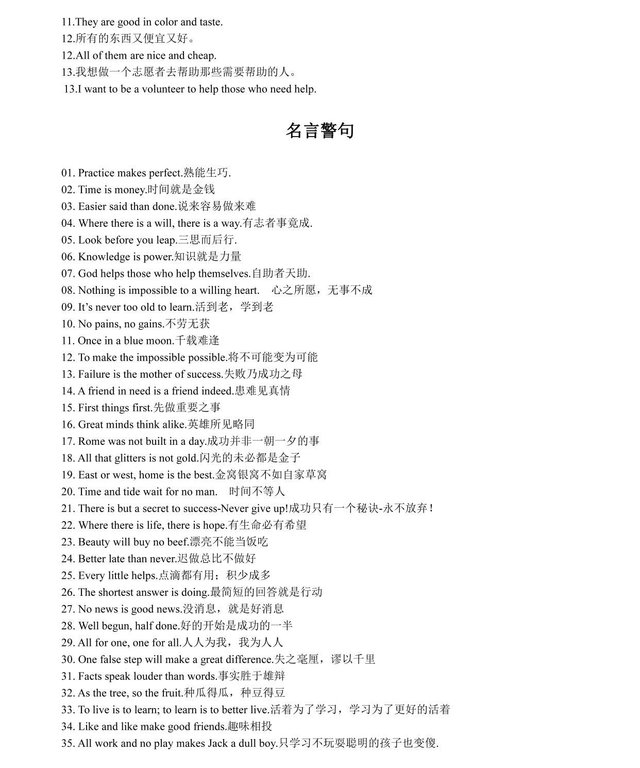 11.They are good in color and taste.
12.所有的东西又便宜又好。
12.All of them are nice and cheap.
13.我想做一个志愿者去帮助那些需要帮助的人。
13.I want to be a volunteer to help those who need help.
名言警句
01. Practice makes perfect.熟能生巧.
02. Time is money.时间就是金钱
03. Easier said than done.说来容易做来难
04. Where there is a will, there is a way.有志者事竟成.
05. Look before you leap.三思而后行.
06. Knowledge is power.知识就是力量
07. God helps those who help themselves.自助者天助.
08. Nothing is impossible to a willing heart. 心之所愿，无事不成
09. It’s never too old to learn.活到老，学到老
10. No pains, no gains.不劳无获
11. Once in a blue moon.千载难逢
12. To make the impossible possible.将不可能变为可能
13. Failure is the mother of success.失败乃成功之母
14. A friend in need is a friend indeed.患难见真情
15. First things first.先做重要之事
16. Great minds think alike.英雄所见略同
17. Rome was not built in a day.成功并非一朝一夕的事
18. All that glitters is not gold.闪光的未必都是金子
19. East or west, home is the best.金窝银窝不如自家草窝
20. Time and tide wait for no man. 时间不等人
21. There is but a secret to success-Never give up!成功只有一个秘诀-永不放弃！
22. Where there is life, there is hope.有生命必有希望
23. Beauty will buy no beef.漂亮不能当饭吃
24. Better late than never.迟做总比不做好
25. Every little helps.点滴都有用；积少成多
26. The shortest answer is doing.最简短的回答就是行动
27. No news is good news.没消息，就是好消息
28. Well begun, half done.好的开始是成功的一半
29. All for one, one for all.人人为我，我为人人
30. One false step will make a great difference.失之毫厘，谬以千里
31. Facts speak louder than words.事实胜于雄辩
32. As the tree, so the fruit.种瓜得瓜，种豆得豆
33. To live is to learn; to learn is to better live.活着为了学习，学习为了更好的活着
34. Like and like make good friends.趣味相投
35. All work and no play makes Jack a dull boy.只学习不玩耍聪明的孩子也变傻.